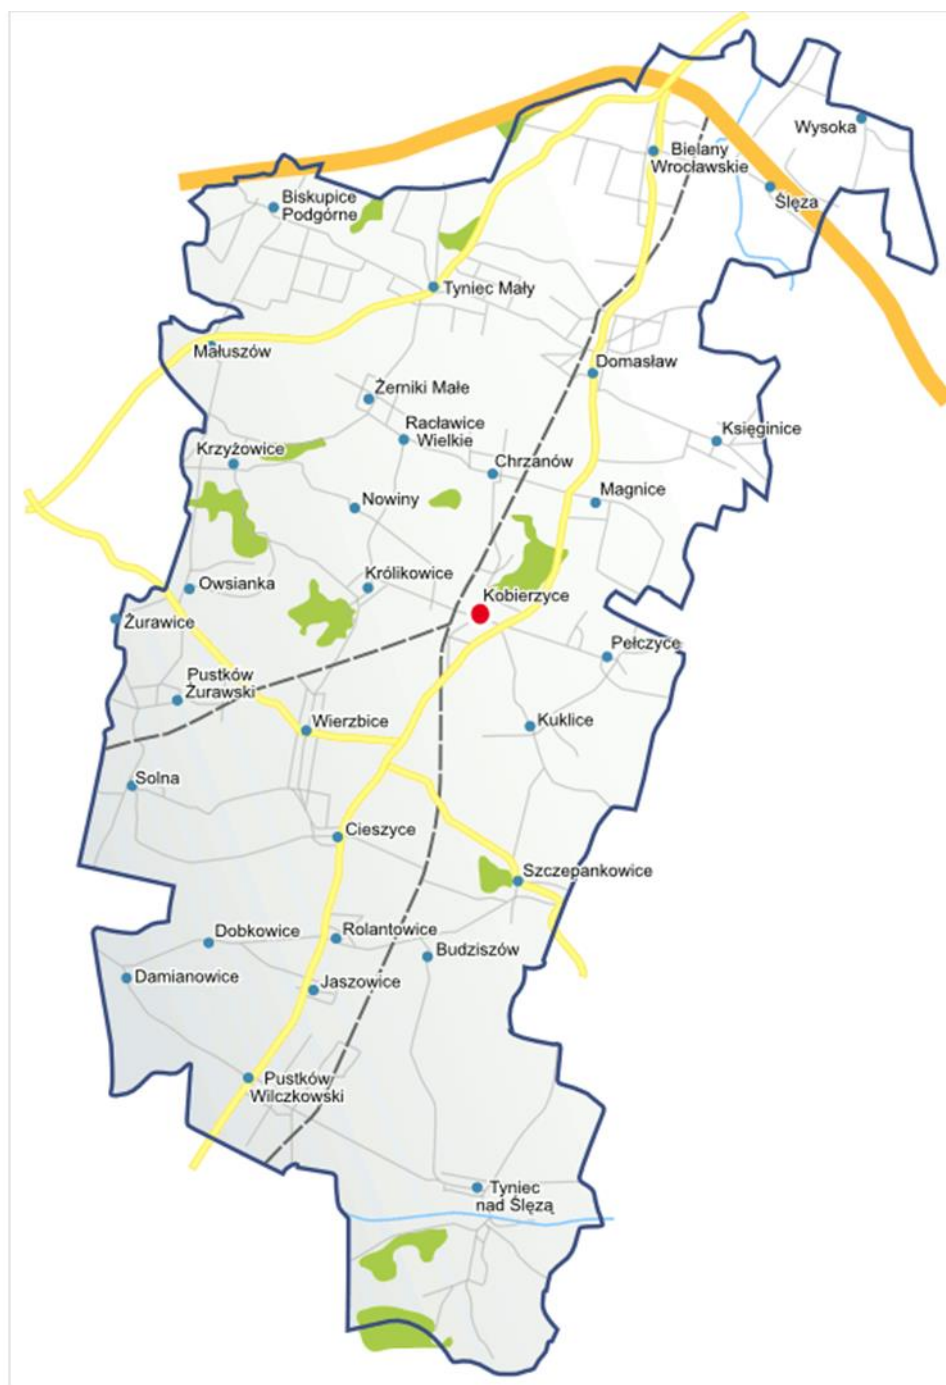 Wysoka
Bielany
Wrocławskie
Ślęza
Biskupice
Podgórne
Tyniec Mały
Małuszów
Domasław
Żerniki Małe
Racławice
Wielkie
Księginice
Krzyżowice
Chrzanów
Nowiny
Magnice
Królikowice
Owsianka
Kobierzyce
Żurawice
Pełczyce
Pustków
Żurawski
Wierzbice
Kuklice
Solna
Cieszyce
Szczepankowice
Dobkowice
Rolantowice
Budziszów
Damianowice
Jaszowice
Pustków
Wilczkowski
Tyniec
nad Ślęzą